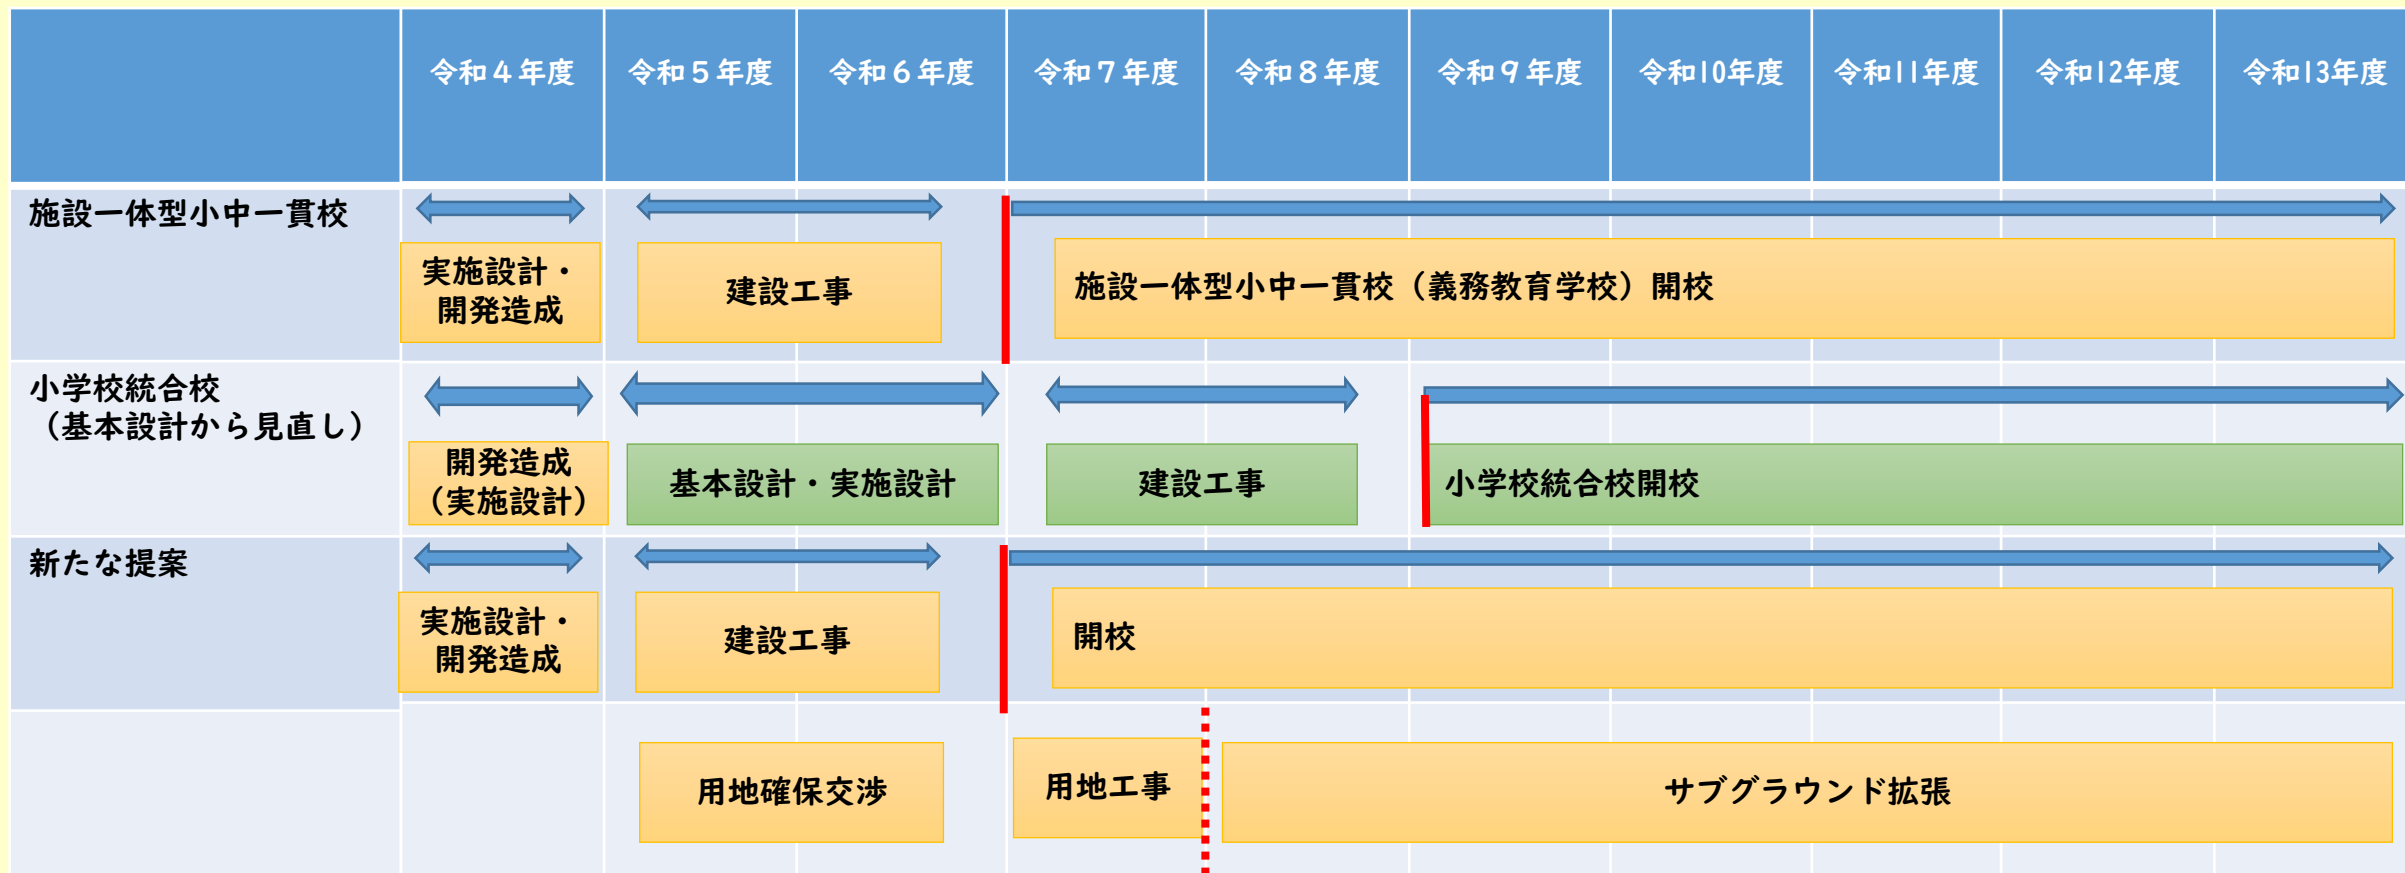 令和４年度
令和５年度
令和６年度
令和７年度
令和８年度
令和９年度
令和10年度
令和11年度
令和12年度
令和13年度
施設一体型小中一貫校
実施設計・
開発造成
建設工事
施設一体型小中一貫校（義務教育学校）開校
小学校統合校
（基本設計から見直し）
開発造成
（実施設計）
基本設計・実施設計
建設工事
小学校統合校開校
新たな提案
実施設計・
開発造成
建設工事
開校
用地確保交渉
用地工事
サブグラウンド拡張